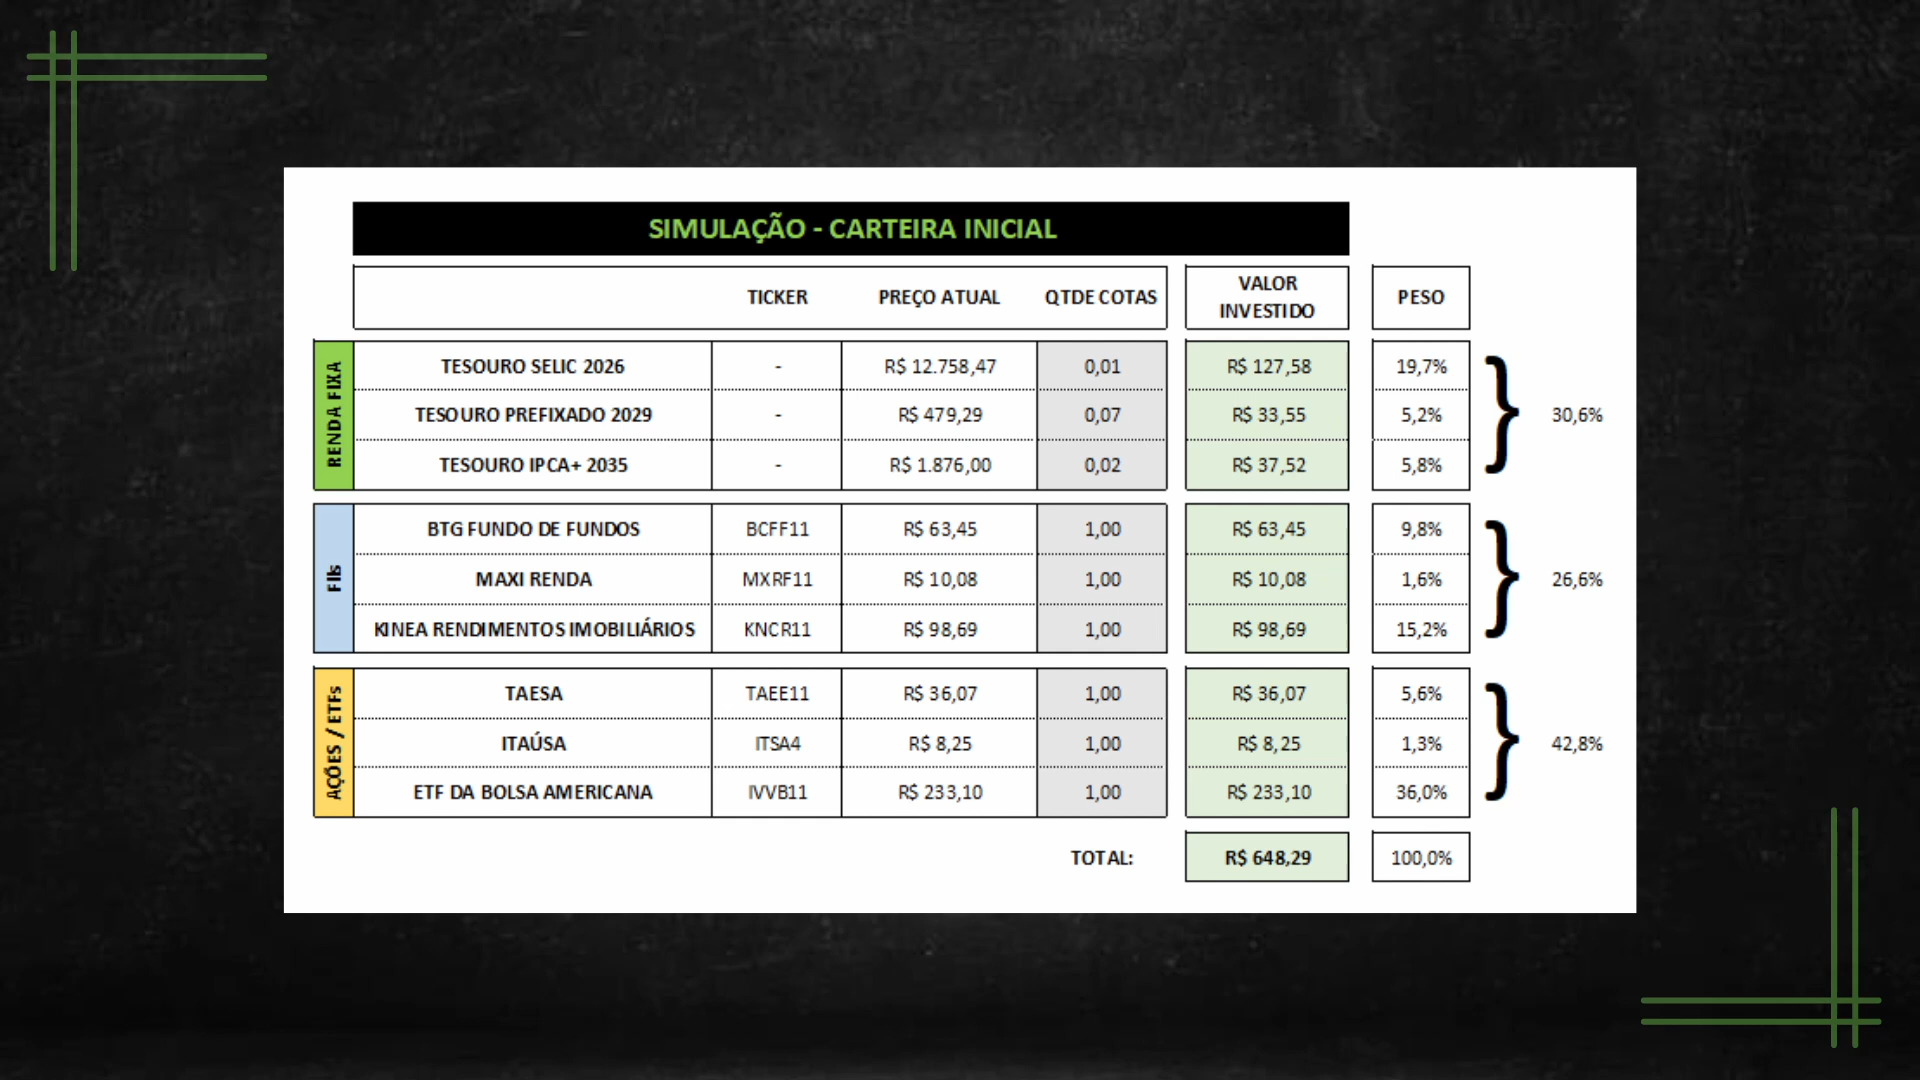 SIMULAÇÃO - CARTEIRA INICIAL
TICKER PREÇO ATUAL QTDE COTAS VALOR INVESTIDO PESO
RENDA FIXA
TESOURO SELIC 2026 - R$ 12.758,47 0,01 R$ 127,58 19,7%
TESOURO PREFIXADO 2029 - R$ 479,29 0,07 R$ 33,55 5,2% } 30,6%
TESOURO IPCA+ 2035 - R$ 1.876,00 0,02 R$ 37,52 5,8%
FIIs
BTG FUNDO DE FUNDOS BCFF11 R$ 63,45 1,00 R$ 63,45 9,8%
MAXI RENDA MXRF11 R$ 10,08 1,00 R$ 10,08 1,6% } 26,6%
KINEA RENDIMENTOS IMOBILIÁRIOS KNCR11 R$ 98,69 1,00 R$ 98,69 15,2%
AÇÕES / ETFs
TAESA TAEE11 R$ 36,07 1,00 R$ 36,07 5,6%
ITAÚSA ITSA4 R$ 8,25 1,00 R$ 8,25 1,3% } 42,8%
ETF DA BOLSA AMERICANA IVVB11 R$ 233,10 1,00 R$ 233,10 36,0%
TOTAL: R$ 648,29 100,0%